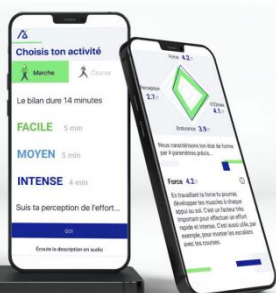 Choisis ton activité
Marche Course
Le bilan dure 14 minutes
FACILE 5 min
MOYEN 5 min
INTENSE 4 min
Suis ta perception de l'effort...
GO!
Écoute la description en audio
Force 4.2
Perception
2.7
VO2max
4.1
Endurance 3.5
Nous caractérisons ton état de forme
par 4 paramètres précis...
Force 4.2
En travaillant ta force tu pourras
développer tes muscles à chaque
appui au sol. C'est un facteur très
important pour effectuer un effort
rapide et intense. C'est aussi utile, par
exemple, pour monter les escaliers
avec tes courses.